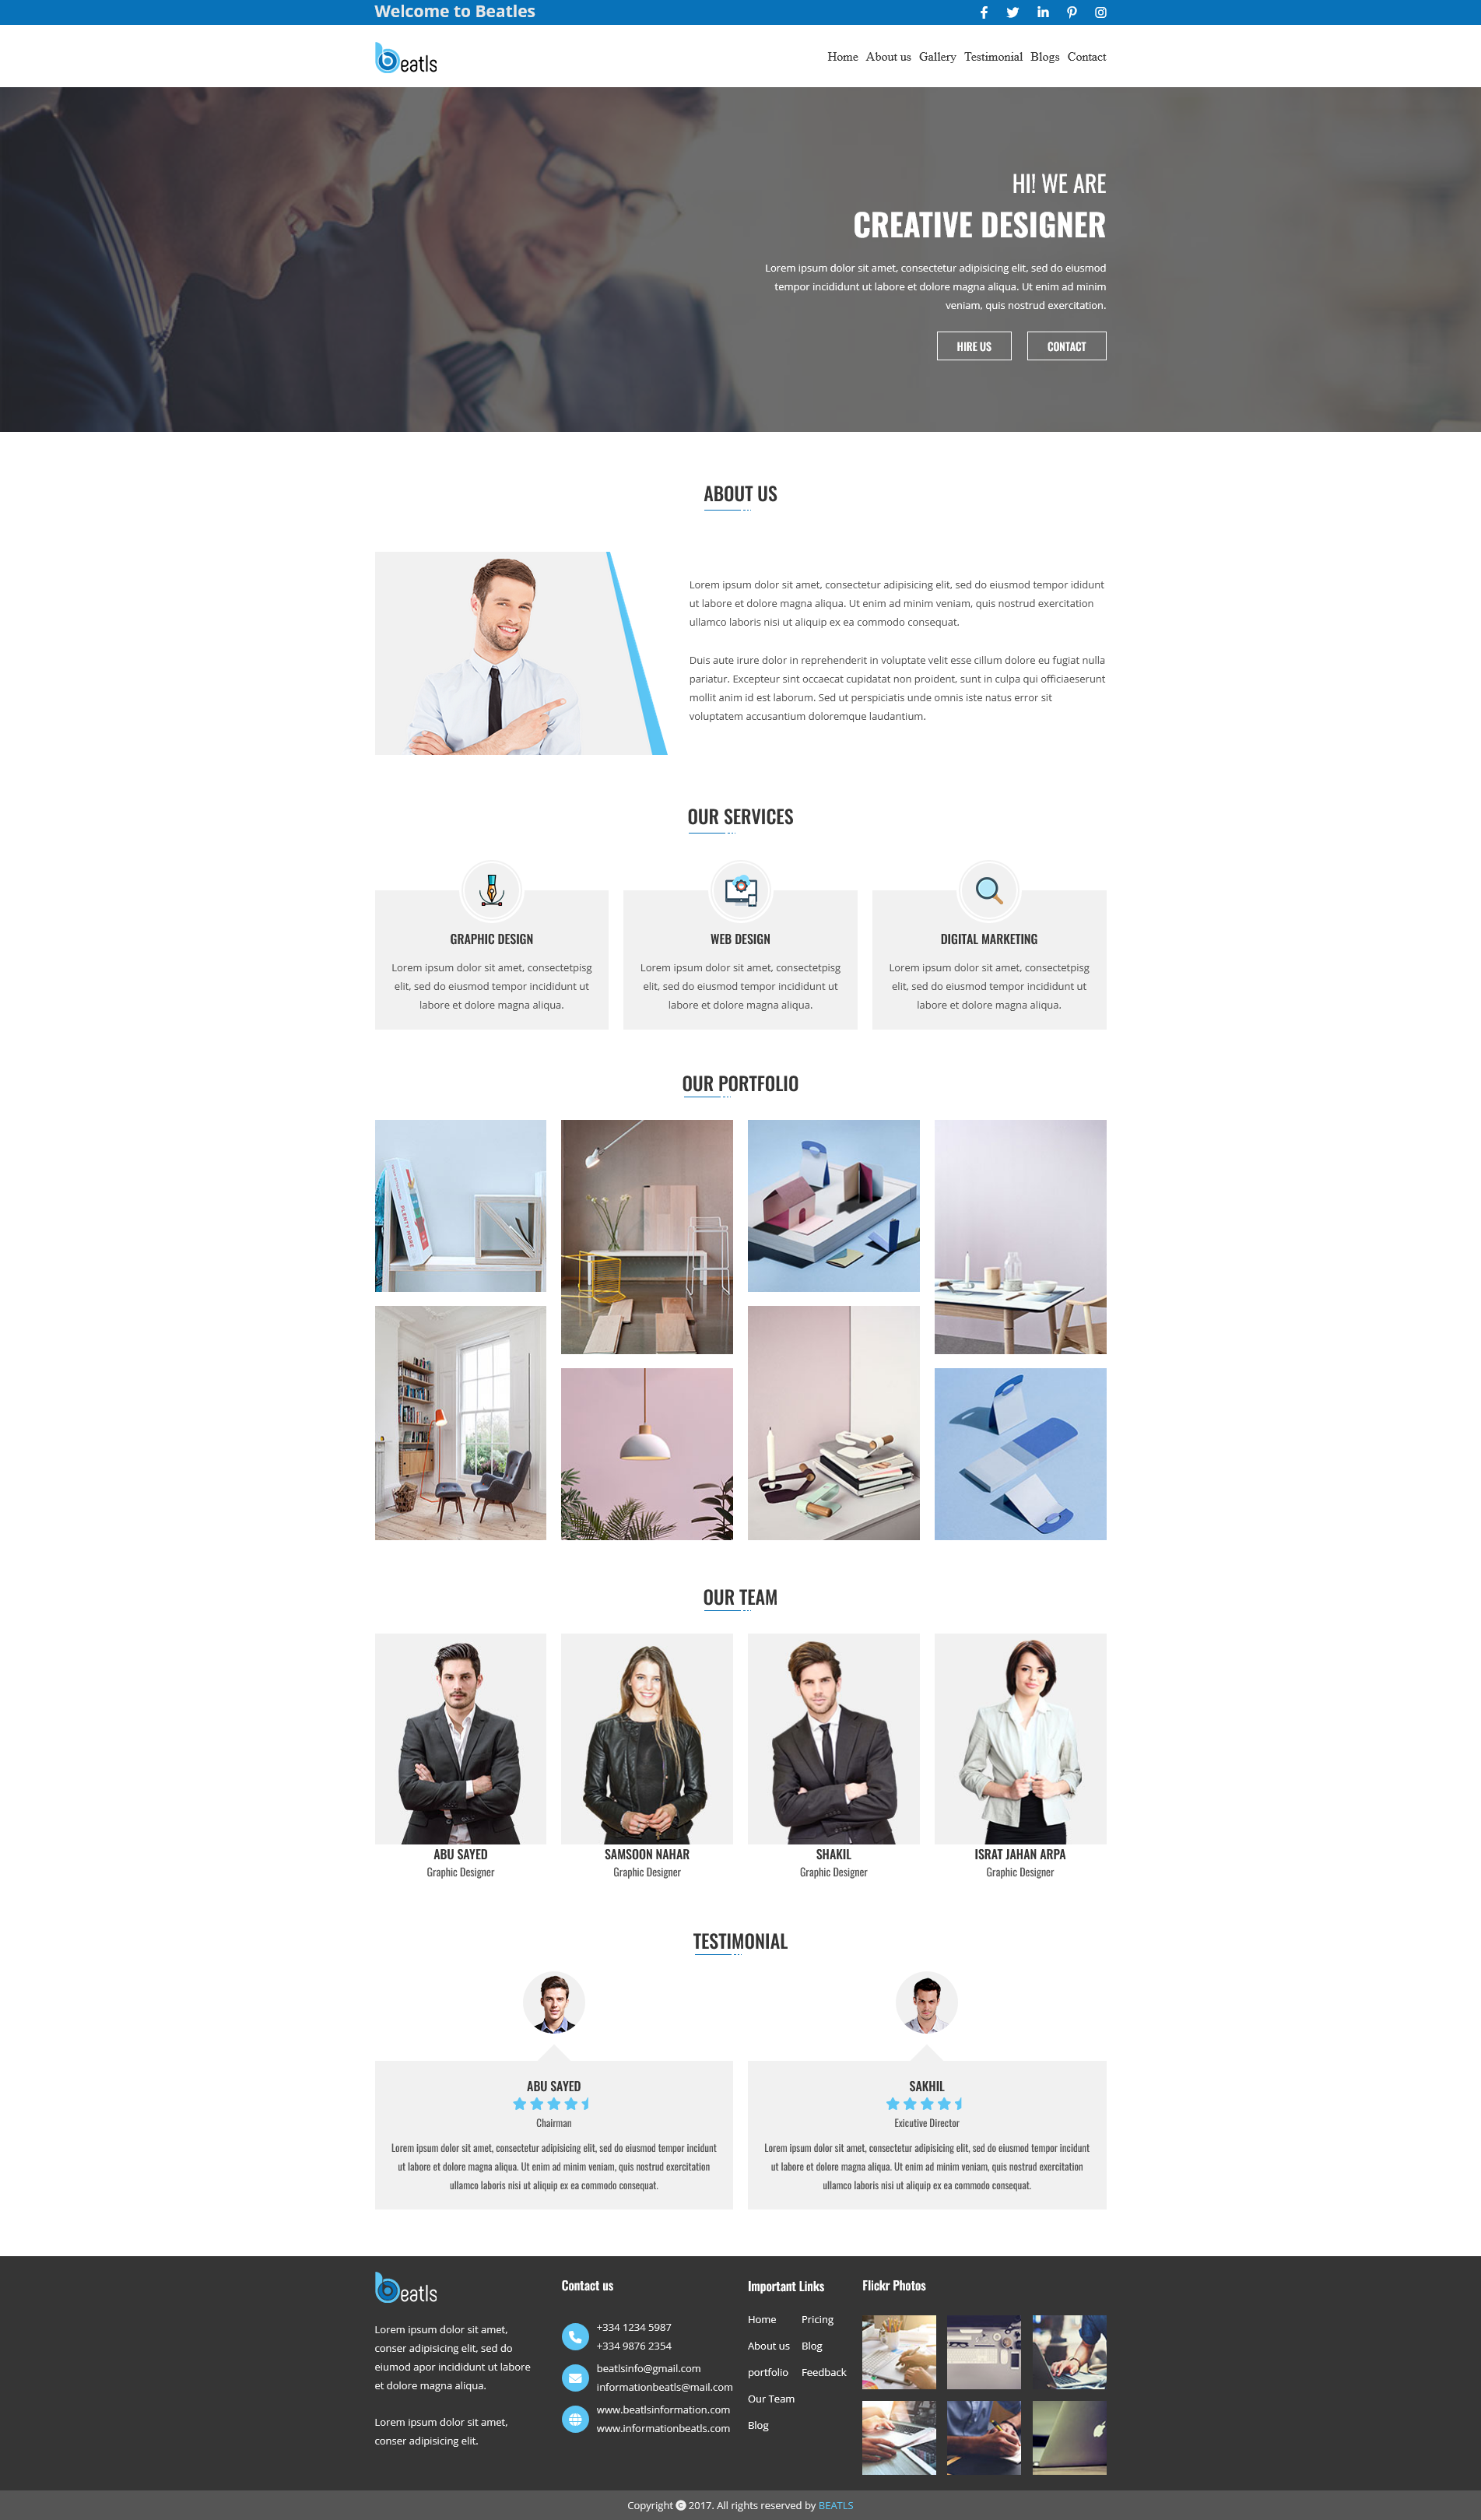 Welcome to Beatles
beatls
Home About us Gallery Testimonial Blogs Contact
HI! WE ARE
CREATIVE DESIGNER
Lorem ipsum dolor sit amet, consectetur adipisicing elit, sed do eiusmod
tempor incididunt ut labore et dolore magna aliqua. Ut enim ad minim
veniam, quis nostrud exercitation.
HIRE US CONTACT
ABOUT US
Lorem ipsum dolor sit amet, consectetur adipisicing elit, sed do eiusmod tempor ididunt
ut labore et dolore magna aliqua. Ut enim ad minim veniam, quis nostrud exercitation
ullamco laboris nisi ut aliquip ex ea commodo consequat.
Duis aute irure dolor in reprehenderit in voluptate velit esse cillum dolore eu fugiat nulla
pariatur. Excepteur sint occaecat cupidatat non proident, sunt in culpa qui officiaeserunt
mollit anim id est laborum. Sed ut perspiciatis unde omnis iste natus error sit
voluptatem accusantium doloremque laudantium.
OUR SERVICES
GRAPHIC DESIGN
Lorem ipsum dolor sit amet, consectetpisg
elit, sed do eiusmod tempor incididunt ut
labore et dolore magna aliqua.
WEB DESIGN
Lorem ipsum dolor sit amet, consectetpisg
elit, sed do eiusmod tempor incididunt ut
labore et dolore magna aliqua.
DIGITAL MARKETING
Lorem ipsum dolor sit amet, consectetpisg
elit, sed do eiusmod tempor incididunt ut
labore et dolore magna aliqua.
OUR PORTFOLIO
PLENTY MORE
OUR TEAM
ABU SAYED
Graphic Designer
SAMSOON NAHAR
Graphic Designer
SHAKIL
Graphic Designer
ISRAT JAHAN ARPA
Graphic Designer
TESTIMONIAL
ABU SAYED
Chairman
Lorem ipsum dolor sit amet, consectetur adipisicing elit, sed do eiusmod tempor incidunt
ut labore et dolore magna aliqua. Ut enim ad minim veniam, quis nostrud exercitation
ullamco laboris nisi ut aliquip ex ea commodo consequat.
SAKHIL
Exicutive Director
Lorem ipsum dolor sit amet, consectetur adipisicing elit, sed do eiusmod tempor incidunt
ut labore et dolore magna aliqua. Ut enim ad minim veniam, quis nostrud exercitation
ullamco laboris nisi ut aliquip ex ea commodo consequat.
beatls
Lorem ipsum dolor sit amet,
conser adipisicing elit, sed do
eiumod apor incididunt ut labore
et dolore magna aliqua.
Lorem ipsum dolor sit amet,
conser adipisicing elit.
Contact us
+334 1234 5987
+334 9876 2354
beatlsinfo@gmail.com
informationbeatls@mail.com
www.beatlsinformation.com
www.informationbeatls.com
Important Links
Home Pricing
About us Blog
portfolio Feedback
Our Team
Blog
Flickr Photos
Copyright © 2017. All rights reserved by BEATLS